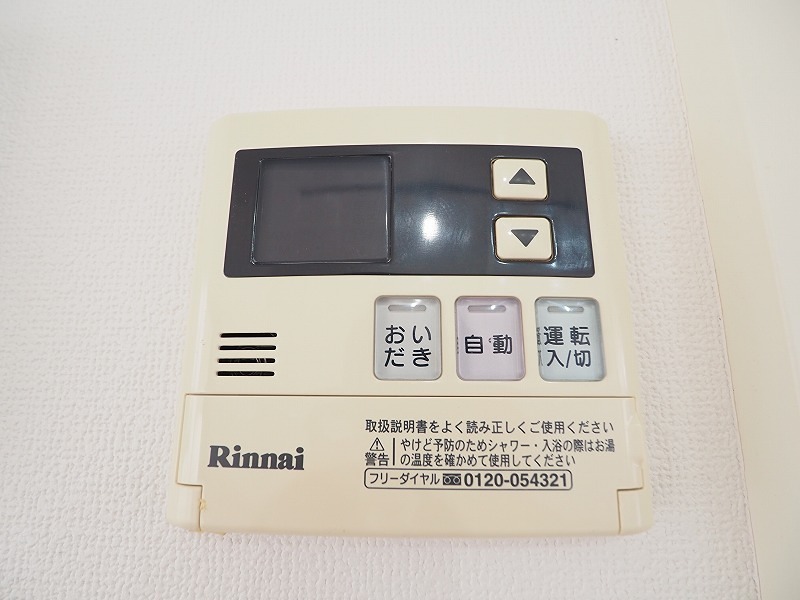 おい
だき
自動
運転
入/切
取扱説明書をよく読み正しくご使用ください
警告
やけど予防のためシャワー・入浴の際はお湯
の温度を確かめて使用してください
Rinnai
フリーダイヤル 0120-054321